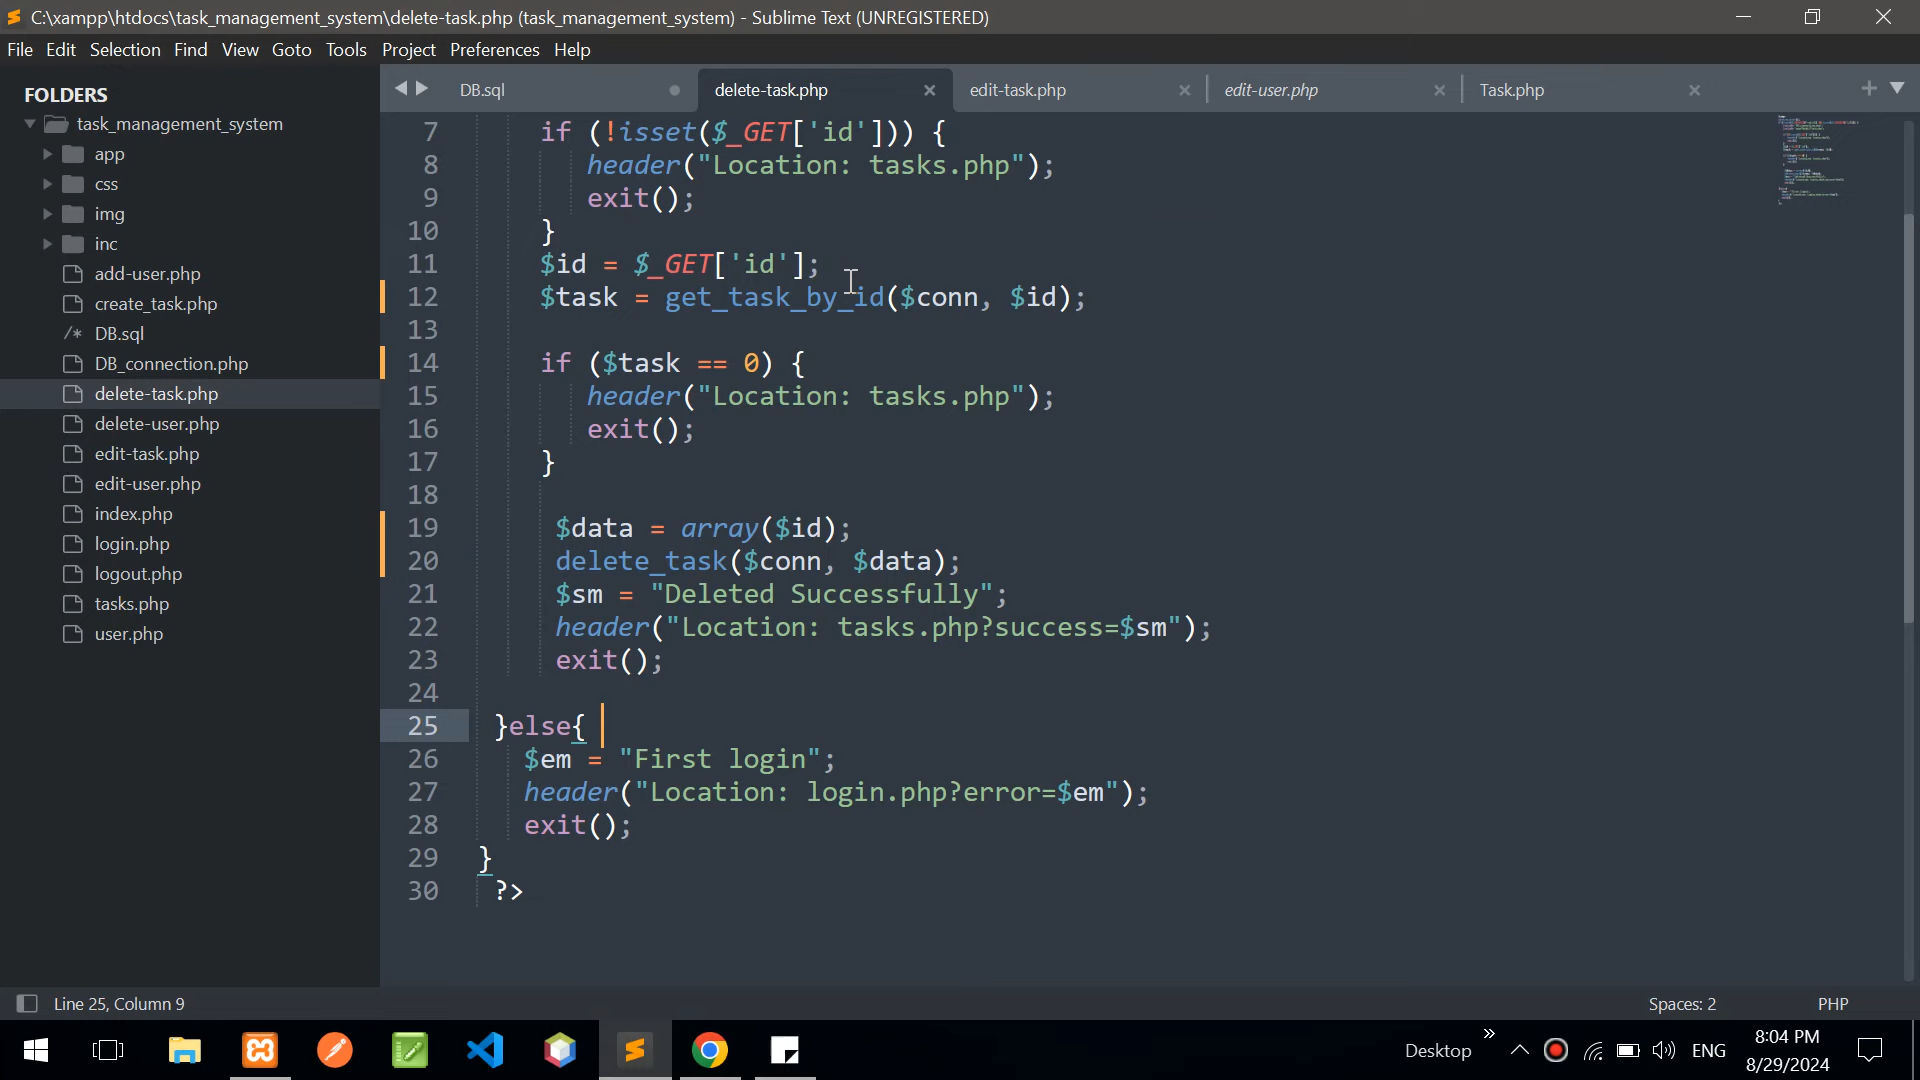 C:\xampp\htdocs\task_management_system\delete-task.php (task_management_system) - Sublime Text (UNREGISTERED)
File Edit Selection Find View Goto Tools Project Preferences Help
FOLDERS
task_management_system
app
css
img
inc
add-user.php
create_task.php
/* DB.sql
DB_connection.php
delete-task.php
delete-user.php
edit-task.php
edit-user.php
index.php
login.php
logout.php
tasks.php
user.php
DB.sql delete-task.php edit-task.php edit-user.php Task.php
7 if (!isset($_GET['id'])) {
8 header("Location: tasks.php");
9 exit();
10 }
11 $id = $_GET['id'];
12 $task = get_task_by_id($conn, $id);
13
14 if ($task == 0) {
15 header("Location: tasks.php");
16 exit();
17 }
18
19 $data = array($id);
20 delete_task($conn, $data);
21 $sm = "Deleted Successfully";
22 header("Location: tasks.php?success=$sm");
23 exit();
24
25 }else{
26 $em = "First login";
27 header("Location: login.php?error=$em");
28 exit();
29 }
30 ?>
Line 25, Column 9 Spaces: 2 PHP
Desktop ENG 8:04 PM
8/29/2024